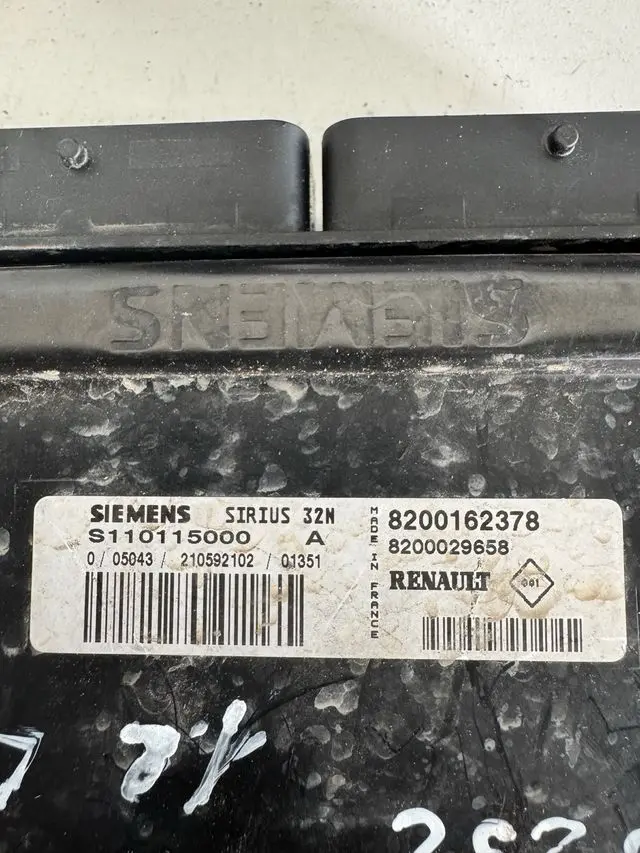 SIEMENS
SIEMENS SIRIUS 32N
S110115000 A
0/ 05043/ 210592102 / 01351
MADE IN FRANCE
8200162378
8200029658
RENAULT